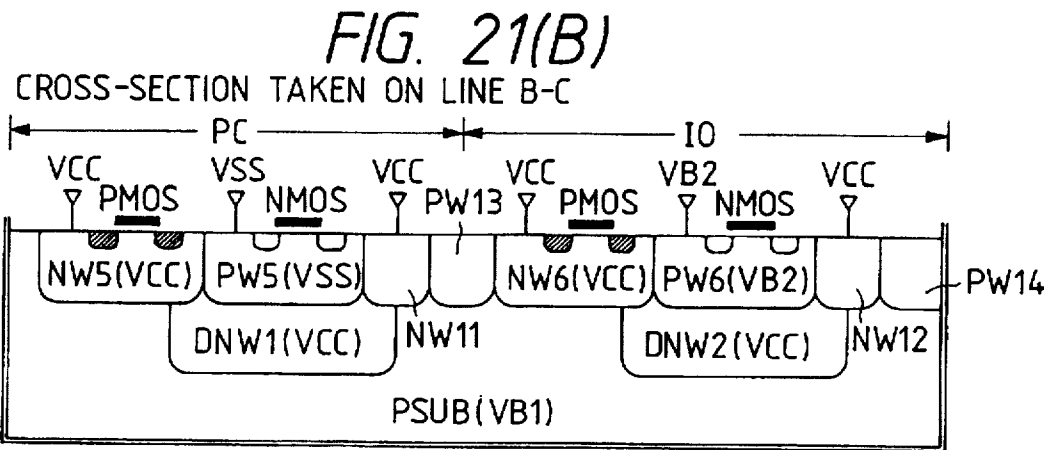 FIG. 21(B)
CROSS-SECTION TAKEN ON LINE B-C
PC IO
VCC VSS VCC VCC VB2 VCC
PMOS NMOS PW13 PMOS NMOS
NW5(VCC) PW5(VSS) NW6(VCC) PW6(VB2) PW14
DNW1(VCC) NW11 DNW2(VCC) NW12
PSUB(VB1)